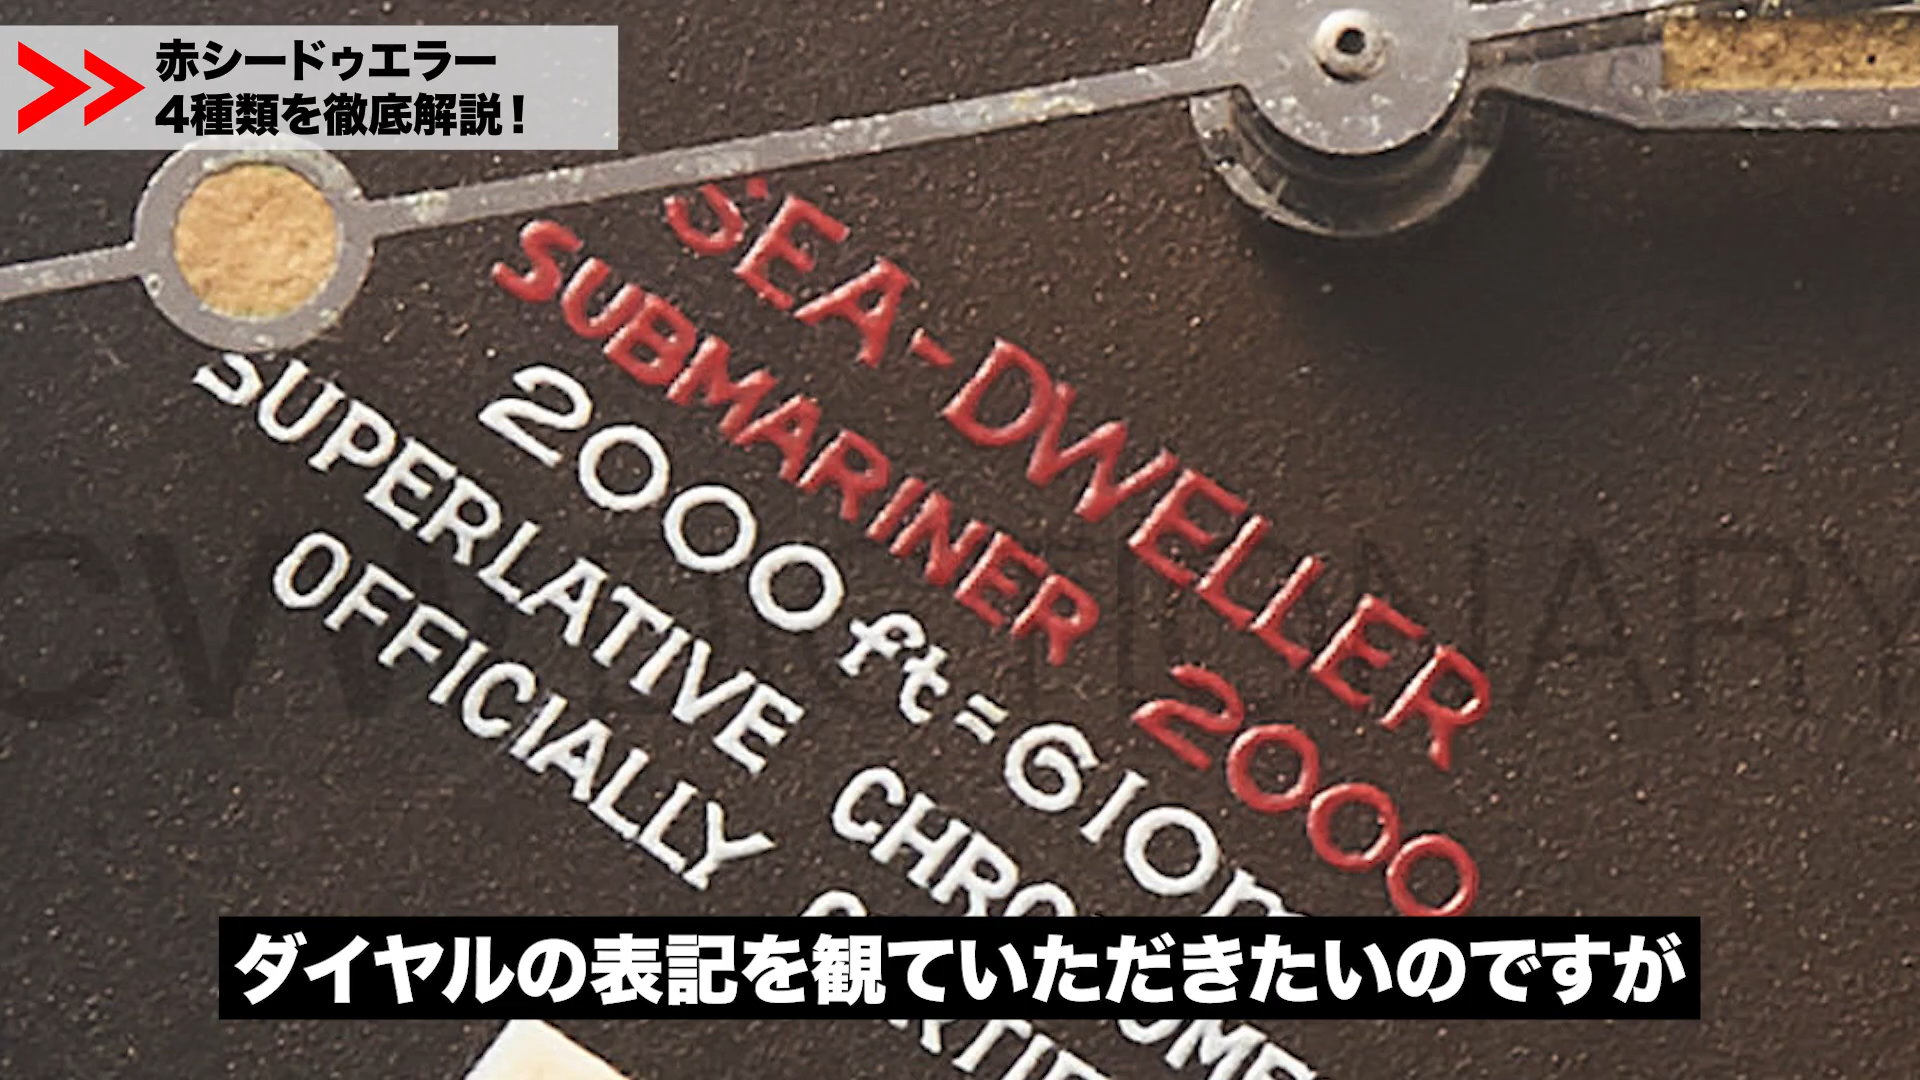 赤シードゥエラー
4種類を徹底解説！
SEA-DWELLER
SUBMARINER 2000
2000ft=610m
SUPERLATIVE
OFFICIALLY
ダイヤルの表記を観ていただきたいのですが